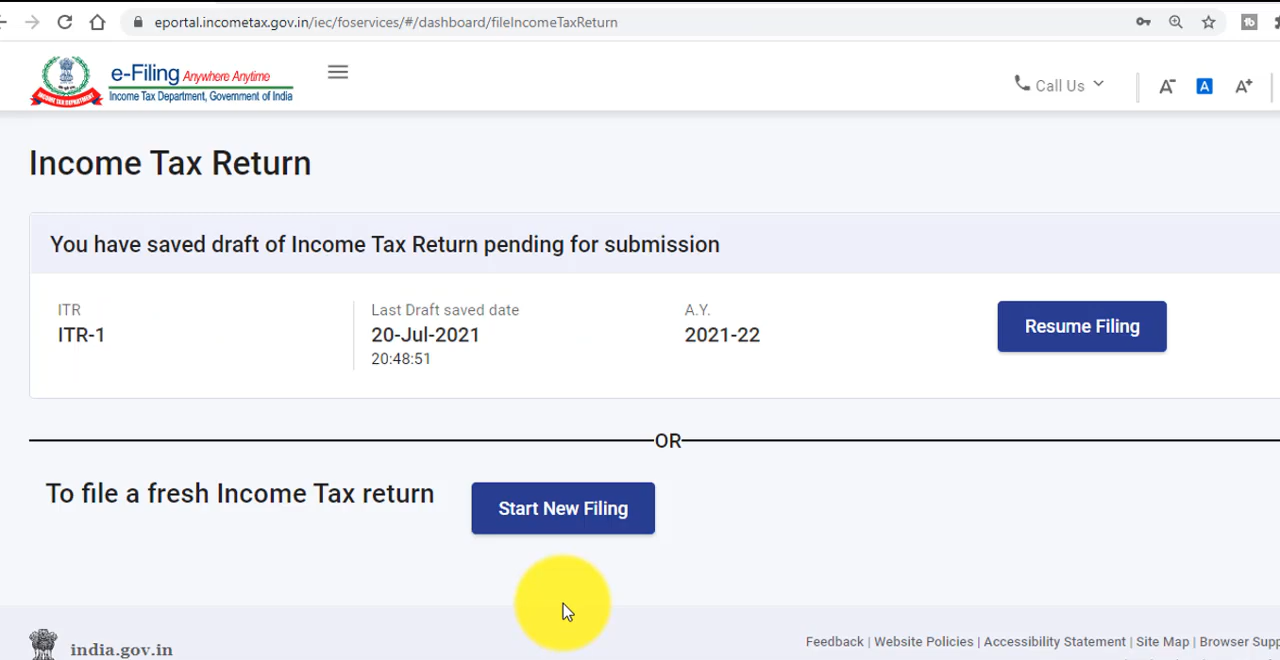 eportal.incometax.gov.in/iec/foservices/#/dashboard/fileIncomeTaxReturn
e-Filing Anywhere Anytime
Income Tax Department, Government of India
INCOME TAX DEPARTMENT
Call Us
A-
A
A+
Income Tax Return
You have saved draft of Income Tax Return pending for submission
ITR
ITR-1
Last Draft saved date
20-Jul-2021
20:48:51
A.Y.
2021-22
Resume Filing
OR
To file a fresh Income Tax return
Start New Filing
india.gov.in
Feedback | Website Policies | Accessibility Statement | Site Map | Browser Supp